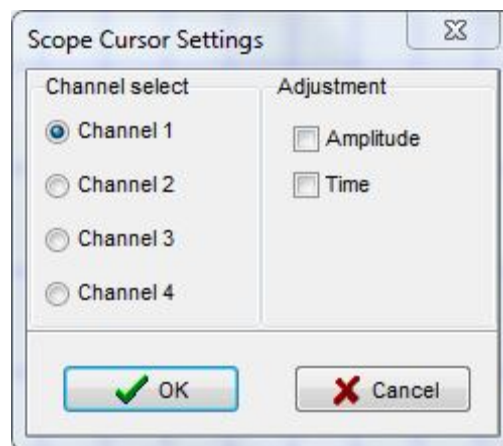 Scope Cursor Settings
Channel select
Channel 1
Channel 2
Channel 3
Channel 4
Adjustment
Amplitude
Time
OK
Cancel